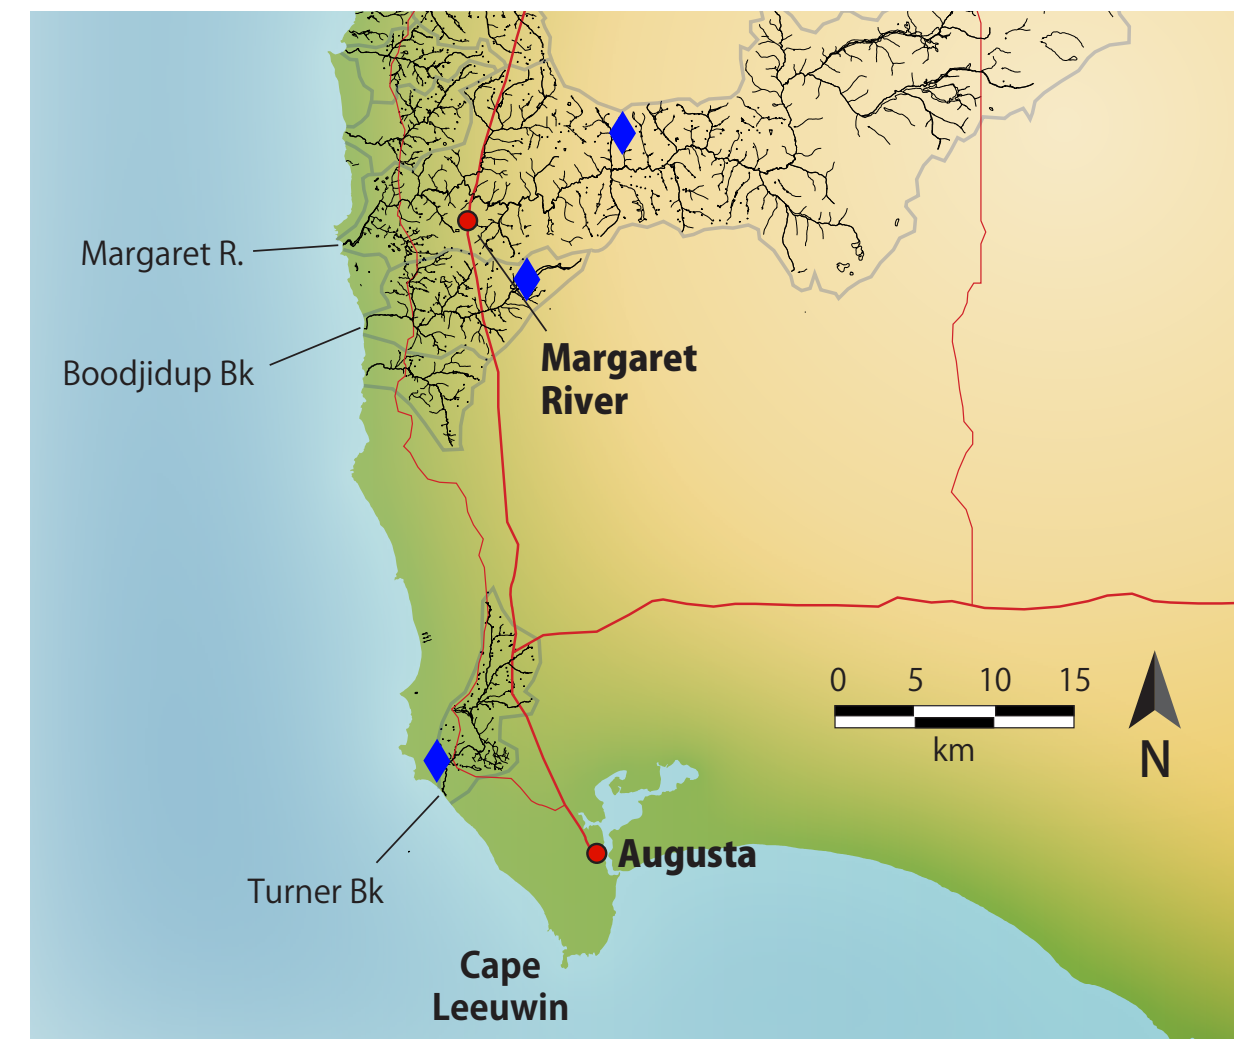 Margaret R.
Boodjidup Bk
Margaret
River
0 5 10 15
km
N
Augusta
Turner Bk
Cape
Leeuwin